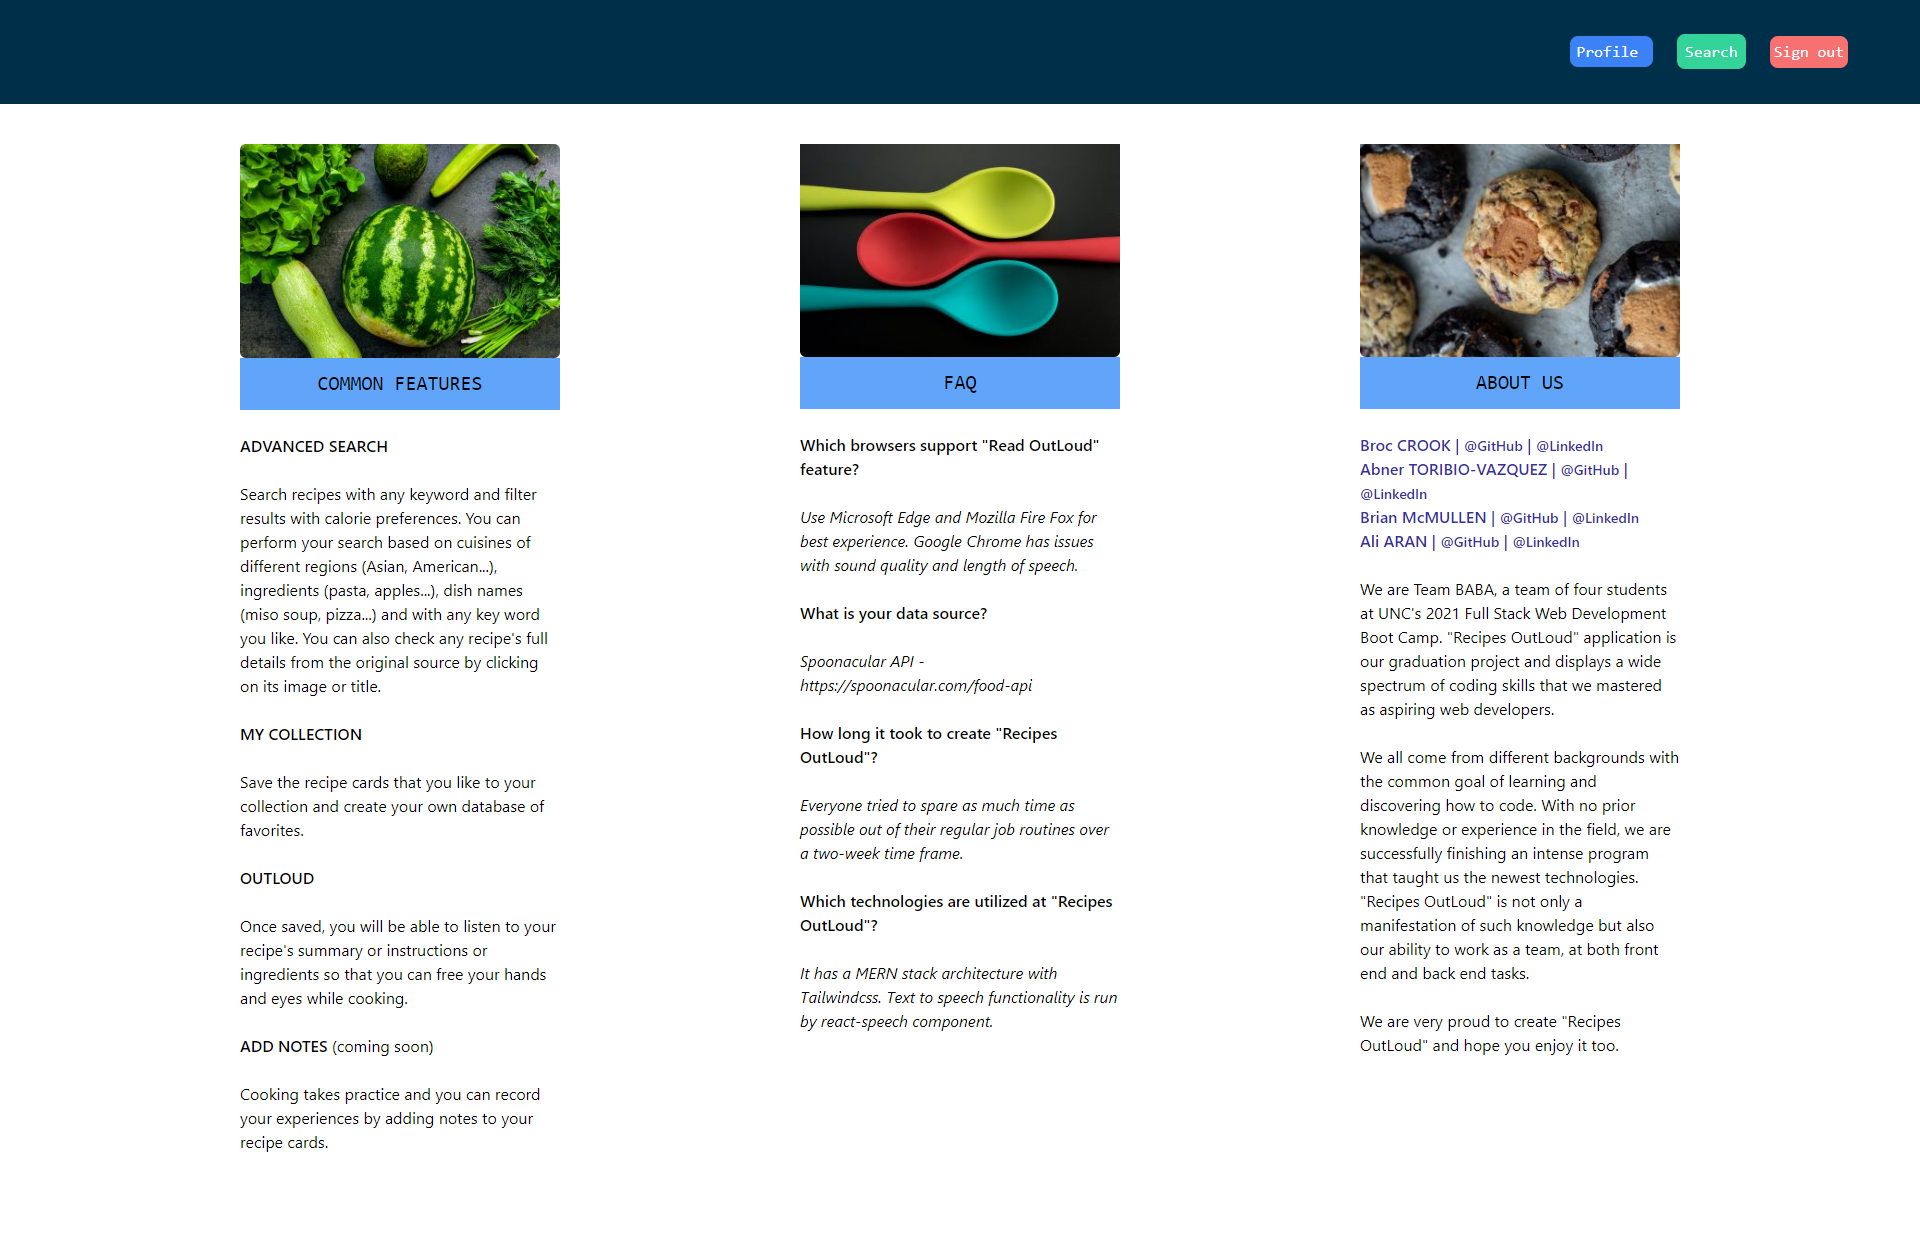 Profile
Search
Sign out
COMMON FEATURES
ADVANCED SEARCH
Search recipes with any keyword and filter
results with calorie preferences. You can
perform your search based on cuisines of
different regions (Asian, American...),
ingredients (pasta, apples...), dish names
(miso soup, pizza...) and with any key word
you like. You can also check any recipe's full
details from the original source by clicking
on its image or title.
MY COLLECTION
Save the recipe cards that you like to your
collection and create your own database of
favorites.
OUTLOUD
Once saved, you will be able to listen to your
recipe's summary or instructions or
ingredients so that you can free your hands
and eyes while cooking.
ADD NOTES (coming soon)
Cooking takes practice and you can record
your experiences by adding notes to your
recipe cards.
FAQ
Which browsers support "Read OutLoud"
feature?
Use Microsoft Edge and Mozilla Fire Fox for
best experience. Google Chrome has issues
with sound quality and length of speech.
What is your data source?
Spoonacular API -
https://spoonacular.com/food-api
How long it took to create "Recipes
OutLoud"?
Everyone tried to spare as much time as
possible out of their regular job routines over
a two-week time frame.
Which technologies are utilized at "Recipes
OutLoud"?
It has a MERN stack architecture with
Tailwindcss. Text to speech functionality is run
by react-speech component.
ABOUT US
Broc CROOK | @GitHub | @LinkedIn
Abner TORIBIO-VAZQUEZ | @GitHub |
@LinkedIn
Brian McMULLEN | @GitHub | @LinkedIn
Ali ARAN | @GitHub | @LinkedIn
We are Team BABA, a team of four students
at UNC's 2021 Full Stack Web Development
Boot Camp. "Recipes OutLoud" application is
our graduation project and displays a wide
spectrum of coding skills that we mastered
as aspiring web developers.
We all come from different backgrounds with
the common goal of learning and
discovering how to code. With no prior
knowledge or experience in the field, we are
successfully finishing an intense program
that taught us the newest technologies.
"Recipes OutLoud" is not only a
manifestation of such knowledge but also
our ability to work as a team, at both front
end and back end tasks.
We are very proud to create "Recipes
OutLoud" and hope you enjoy it too.